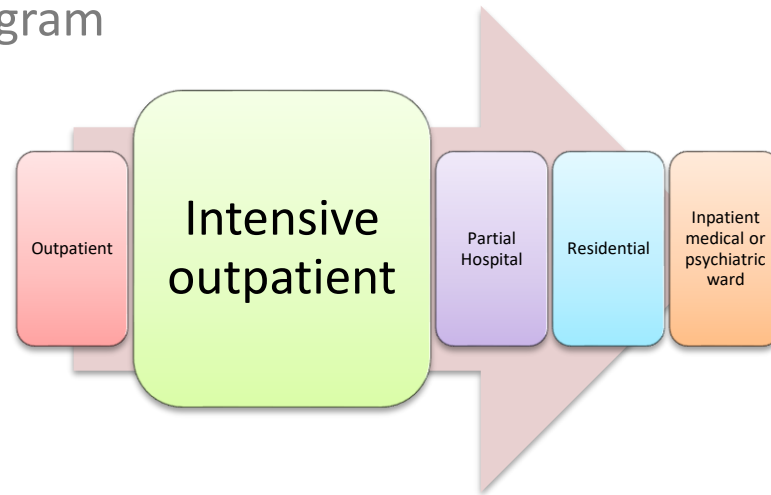 gram
Outpatient
Intensive
outpatient
Partial
Hospital
Residential
Inpatient
medical or
psychiatric
ward